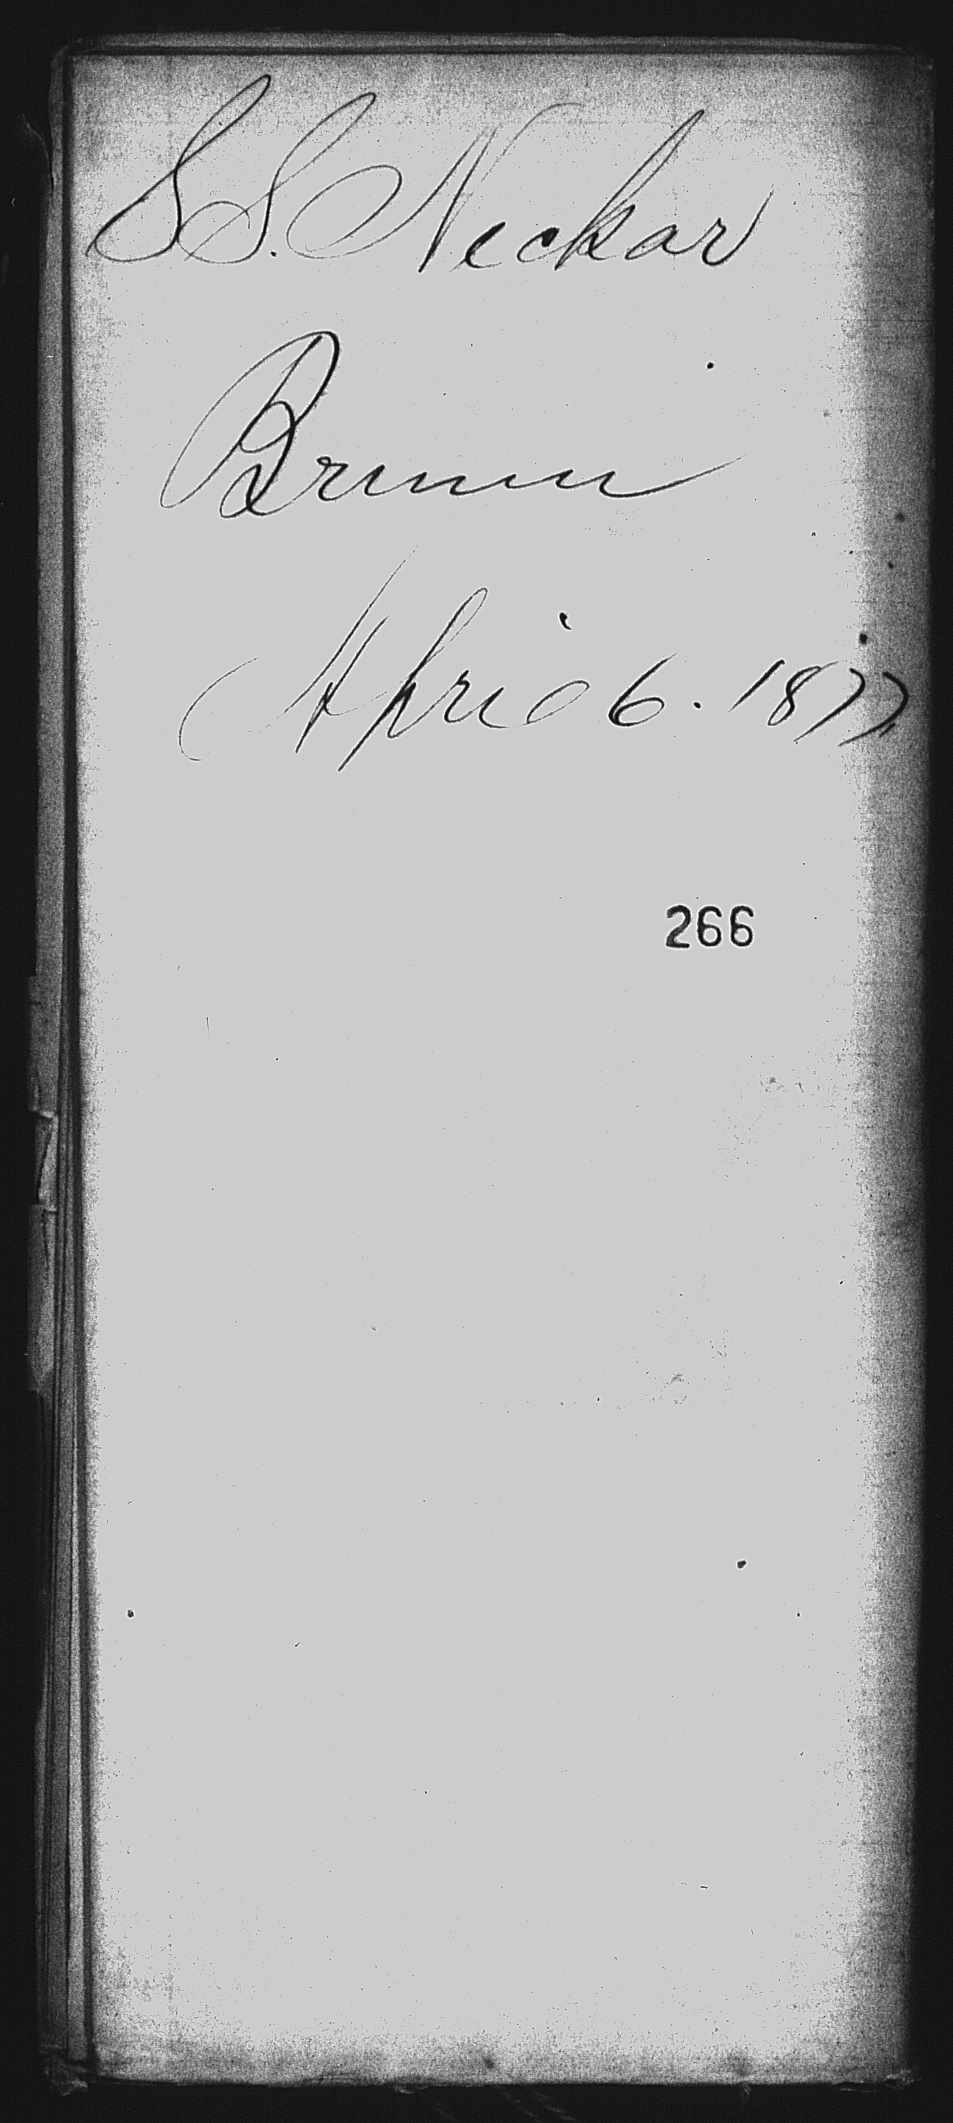 S.S. Neckar
Bremen
April 6. 1877
266